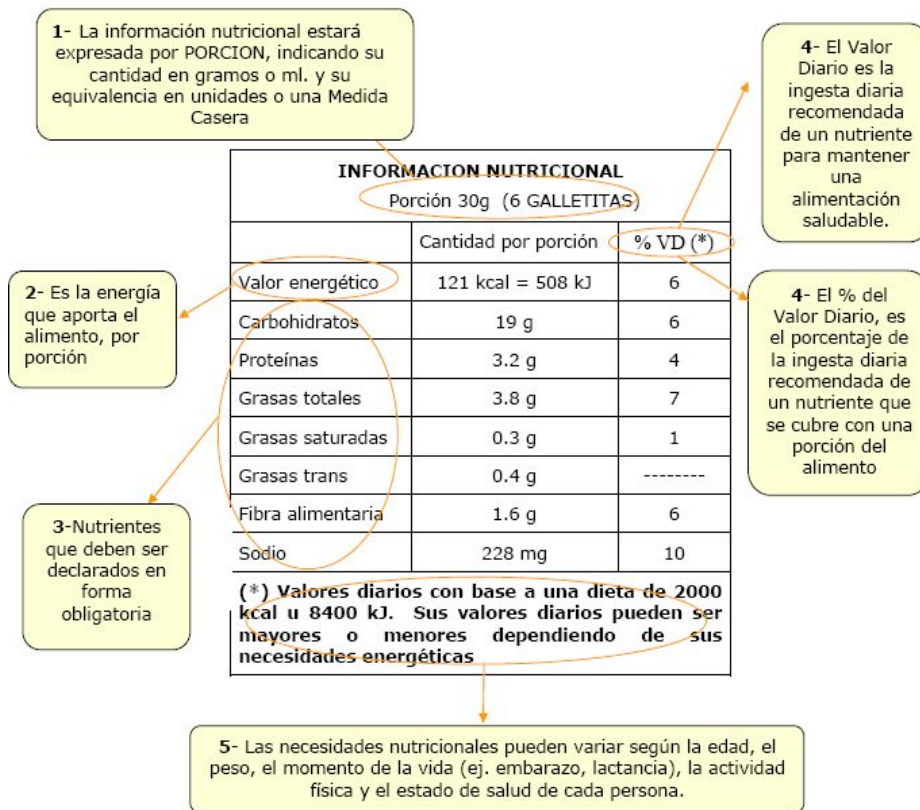 1- La información nutricional estará
expresada por PORCION, indicando su
cantidad en gramos o ml. y su
equivalencia en unidades o una Medida
Casera
4- El Valor
Diario es la
ingesta diaria
recomendada
de un nutriente
para mantener
una
alimentación
saludable.
INFORMACION NUTRICIONAL
Porción 30g (6 GALLETITAS)
Cantidad por porción % VD (*)
Valor energético 121 kcal = 508 kJ 6
Carbohidratos 19 g 6
Proteínas 3.2 g 4
Grasas totales 3.8 g 7
Grasas saturadas 0.3 g 1
Grasas trans 0.4 g --------
Fibra alimentaria 1.6 g 6
Sodio 228 mg 10
(*) Valores diarios con base a una dieta de 2000
kcal u 8400 kJ. Sus valores diarios pueden ser
mayores o menores dependiendo de sus
necesidades energéticas
2- Es la energía
que aporta el
alimento, por
porción
4- El % del
Valor Diario, es
el porcentaje de
la ingesta diaria
recomendada de
un nutriente que
se cubre con una
porción del
alimento
3-Nutrientes
que deben ser
declarados en
forma
obligatoria
5- Las necesidades nutricionales pueden variar según la edad, el
peso, el momento de la vida (ej. embarazo, lactancia), la actividad
física y el estado de salud de cada persona.